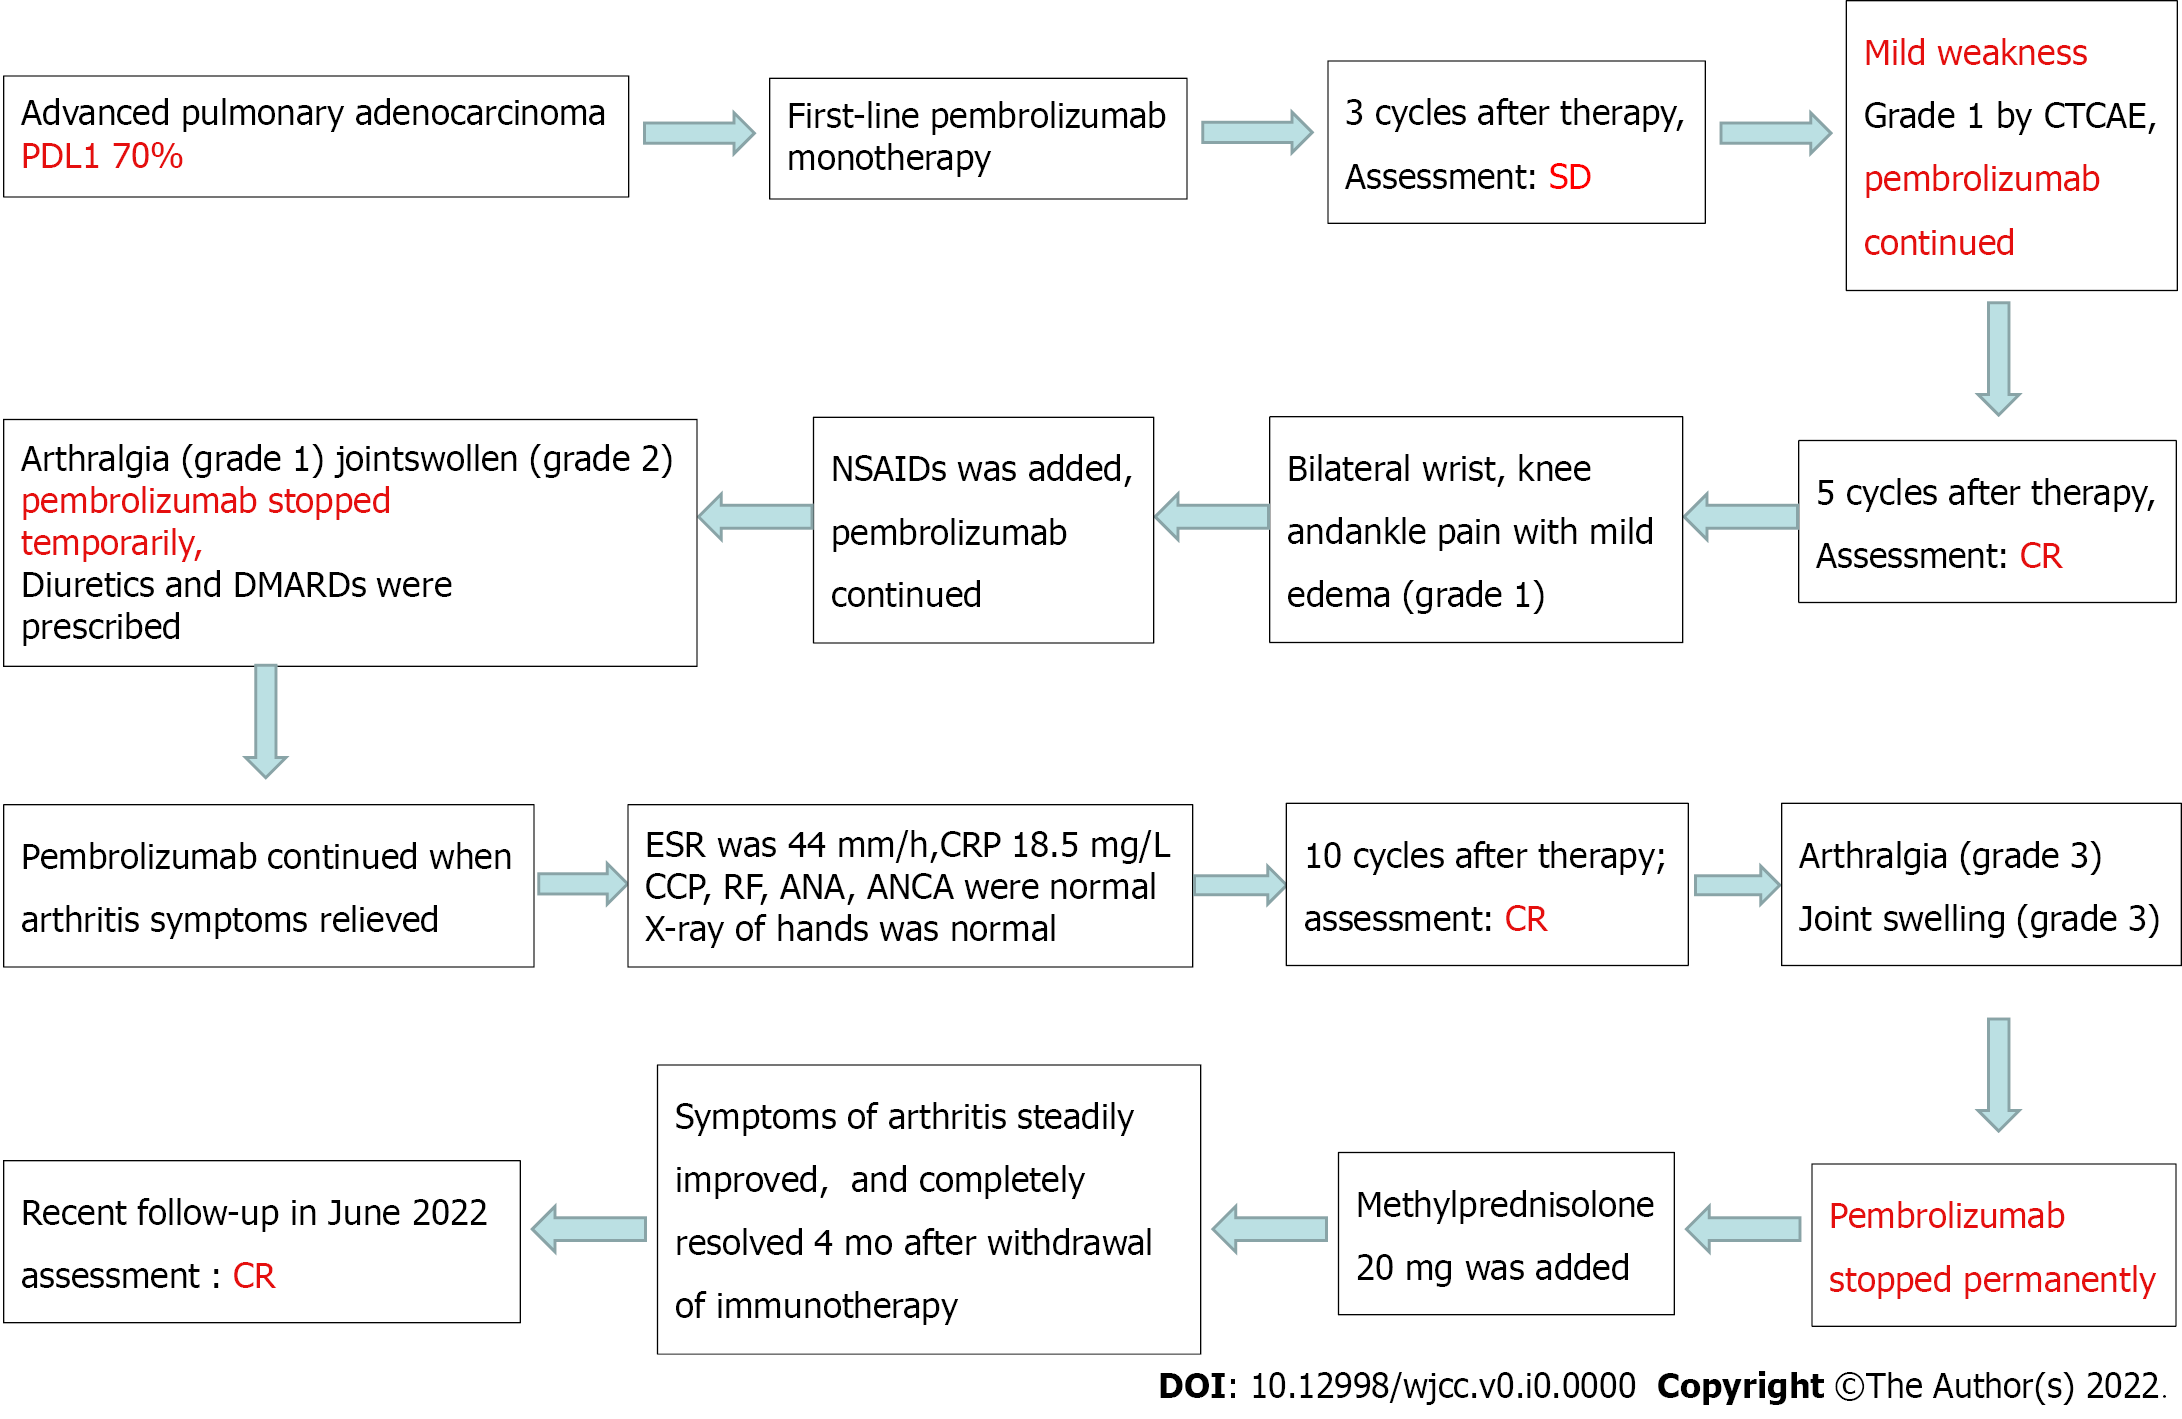 Advanced pulmonary adenocarcinoma
PDL1 70%
First-line pembrolizumab
monotherapy
3 cycles after therapy,
Assessment: SD
Mild weakness
Grade 1 by CTCAE,
pembrolizumab
continued
5 cycles after therapy,
Assessment: CR
Bilateral wrist, knee
andankle pain with mild
edema (grade 1)
NSAIDs was added,
pembrolizumab
continued
Arthralgia (grade 1) jointswollen (grade 2)
pembrolizumab stopped
temporarily,
Diuretics and DMARDs were
prescribed
Pembrolizumab continued when
arthritis symptoms relieved
ESR was 44 mm/h,CRP 18.5 mg/L
CCP, RF, ANA, ANCA were normal
X-ray of hands was normal
10 cycles after therapy;
assessment: CR
Arthralgia (grade 3)
Joint swelling (grade 3)
Pembrolizumab
stopped permanently
Methylprednisolone
20 mg was added
Symptoms of arthritis steadily
improved, and completely
resolved 4 mo after withdrawal
of immunotherapy
Recent follow-up in June 2022
assessment : CR
DOI: 10.12998/wjcc.v0.i0.0000 Copyright ©The Author(s) 2022.